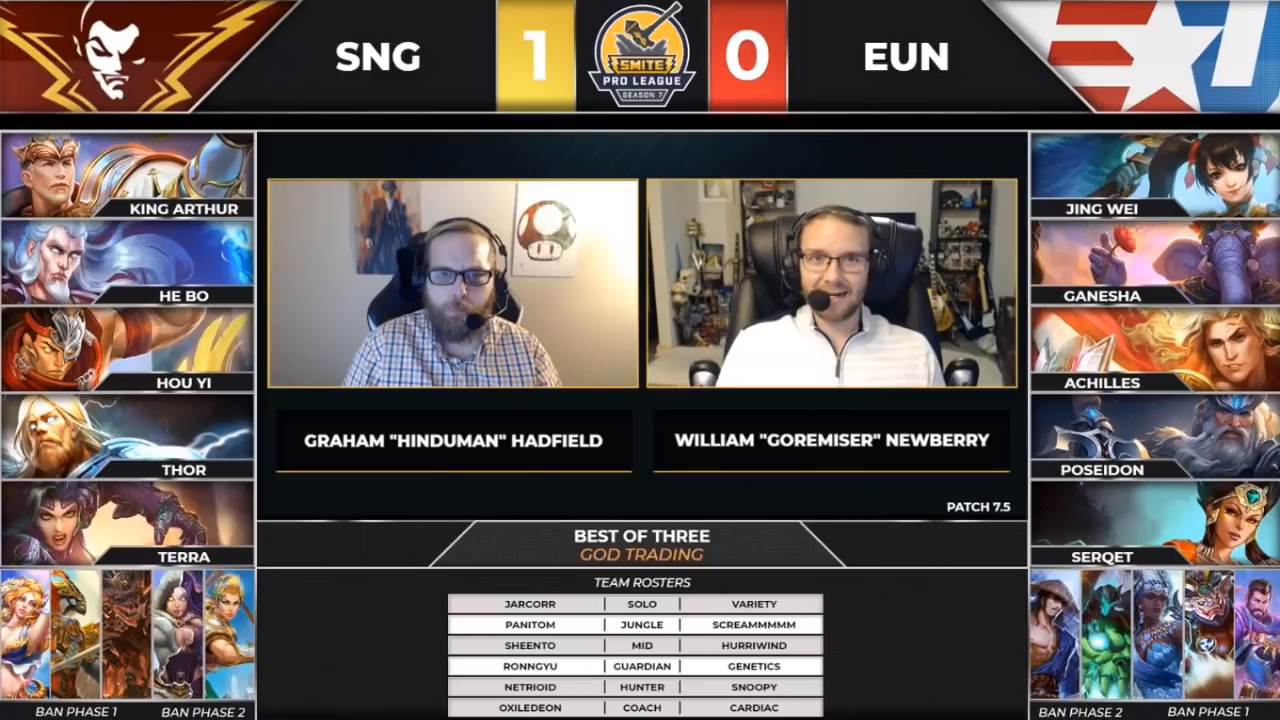 SNG
1
SMITE
PRO LEAGUE
SEASON 7
0
EUN
KING ARTHUR
HE BO
HOU YI
THOR
TERRA
BAN PHASE 1
BAN PHASE 2
GRAHAM "HINDUMAN" HADFIELD
WILLIAM "GOREMISER" NEWBERRY
PATCH 7.5
BEST OF THREE
GOD TRADING
TEAM ROSTERS
JARCORR | SOLO | VARIETY
PANITOM | JUNGLE | SCREAMMMMM
SHEENTO | MID | HURRIWIND
RONNGYU | GUARDIAN | GENETICS
NETRIOID | HUNTER | SNOOPY
OXILEDEON | COACH | CARDIAC
JING WEI
GANESHA
ACHILLES
POSEIDON
SERQET
BAN PHASE 2
BAN PHASE 1